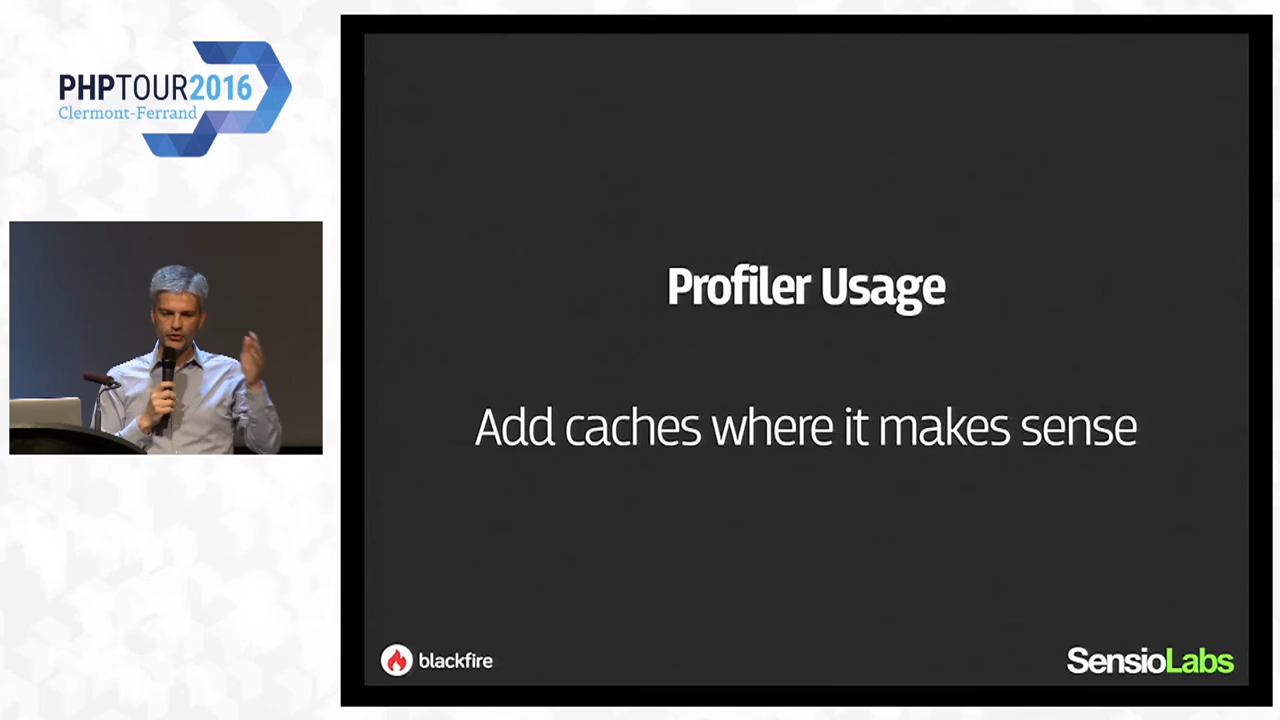 PHPTOUR2016
Clermont-Ferrand
Profiler Usage
Add caches where it makes sense
blackfire
SensioLabs